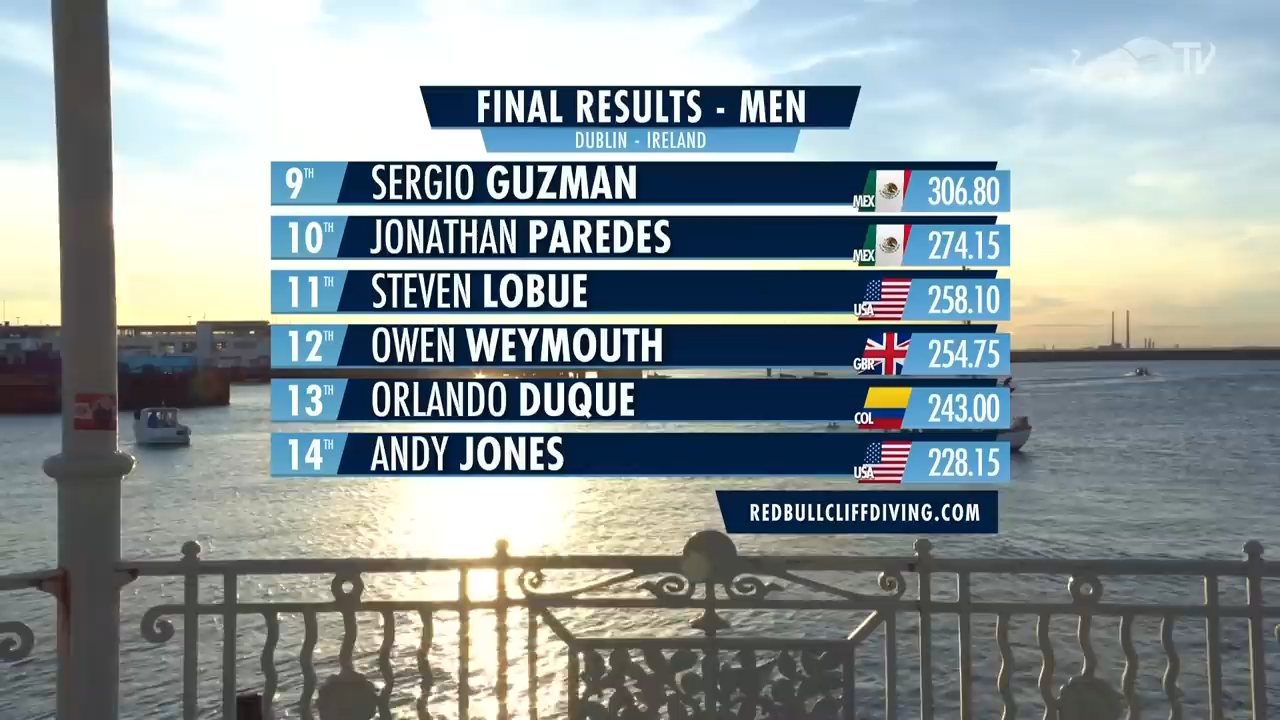 TV
FINAL RESULTS - MEN
DUBLIN - IRELAND
9TH SERGIO GUZMAN MEX 306.80
10TH JONATHAN PAREDES MEX 274.15
11TH STEVEN LOBUE USA 258.10
12TH OWEN WEYMOUTH GBR 254.75
13TH ORLANDO DUQUE COL 243.00
14TH ANDY JONES USA 228.15
REDBULLCLIFFDIVING.COM